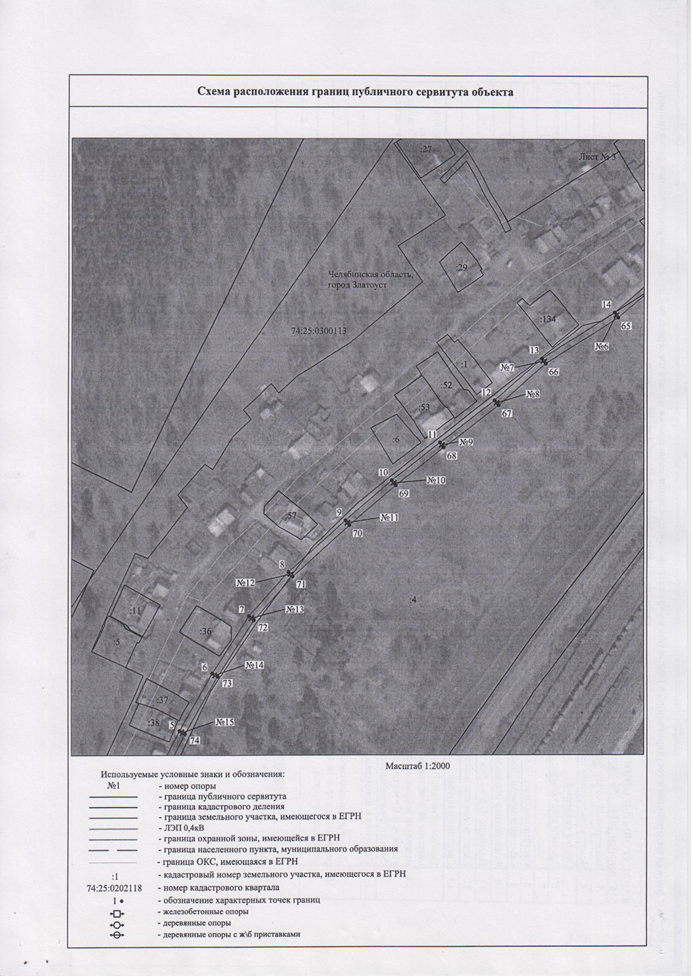 Схема расположения границ публичного сервитута объекта
:27
Лист № 3
:29
Челябинская область,
город Златоуст
14
:134
65
74:25:0300113
№6
13
:1
№7
66
:52
12
№8
:53
67
:6
11
№9
68
10
№10
69
:57
9
№11
70
8
№12
71
:4
:11
7
№13
:5
:36
72
6
№14
73
:37
:38
5
№15
74
Масштаб 1:2000
Используемые условные знаки и обозначения:
№1 - номер опоры
- граница публичного сервитута
- граница кадастрового деления
- граница земельного участка, имеющегося в ЕГРН
- ЛЭП 0,4кВ
- граница охранной зоны, имеющейся в ЕГРН
- граница населенного пункта, муниципального образования
- граница ОКС, имеющаяся в ЕГРН
:1 - кадастровый номер земельного участка, имеющегося в ЕГРН
74:25:0202118 - номер кадастрового квартала
1 • - обозначение характерных точек границ
- железобетонные опоры
- деревянные опоры
- деревянные опоры с ж\б приставками